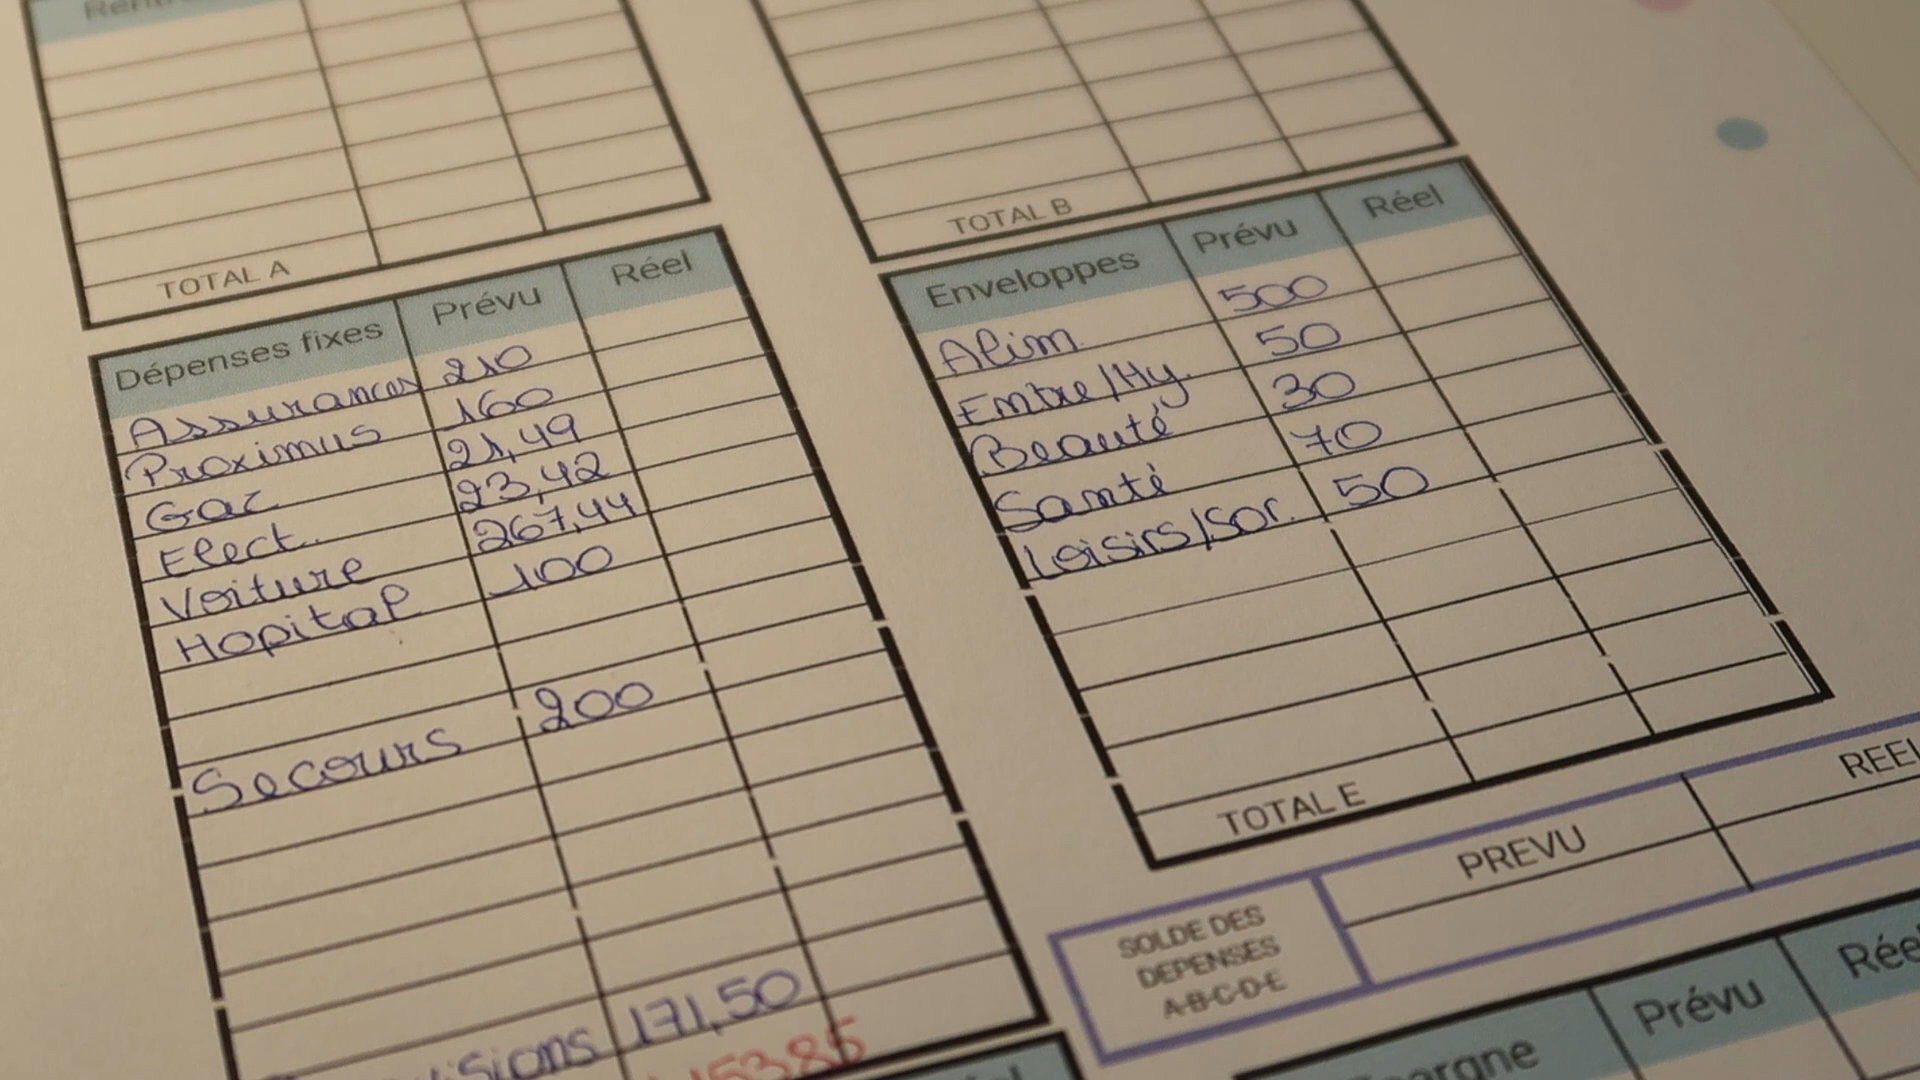 TOTAL A
TOTAL B
Dépenses fixes Prévu Réel
Assurances 210
Proximus 160
Gaz 21,49
Elect. 23,42
Voiture 267,44
Hopital 100
Secours 200
171,50
Enveloppes Prévu Réel
Alim. 500
Entre/Hy. 50
Beauté 30
Santé 70
Loisirs/Sor. 50
TOTAL E
SOLDE DES
DEPENSES
A-B-C-D-E
PREVU
REEL
Prévu